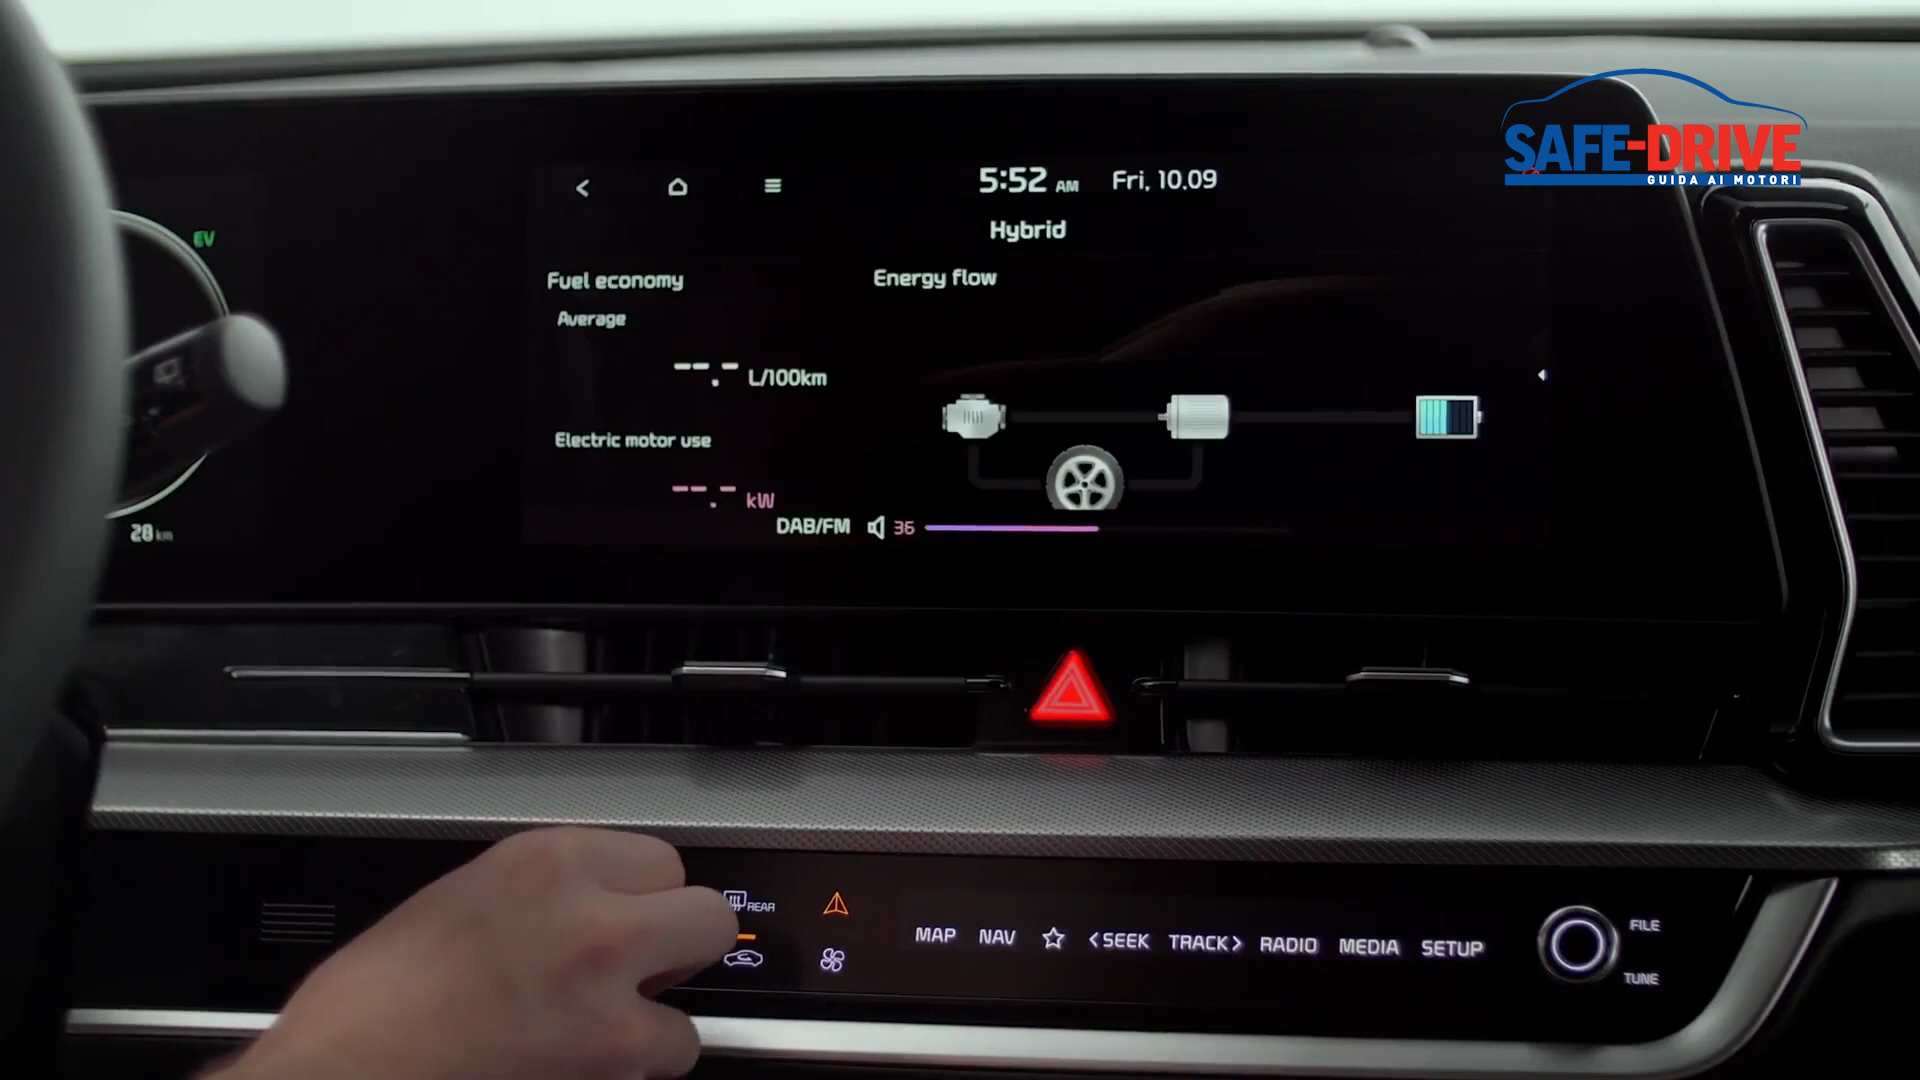 SAFE-DRIVE
GUIDA AI MOTORI
5:52 AM Fri, 10.09
Hybrid
EV
Fuel economy
Energy flow
Average
--.- L/100km
Electric motor use
--.- kW
DAB/FM 36
28 km
REAR
MAP NAV <SEEK TRACK> RADIO MEDIA SETUP
FILE
TUNE